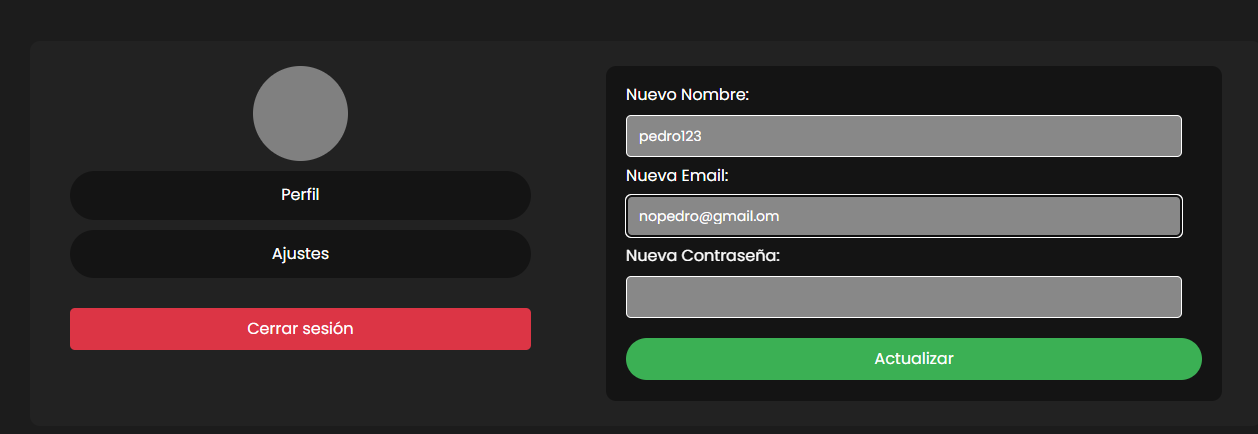 Perfil
Ajustes
Cerrar sesión
Nuevo Nombre:
pedro123
Nueva Email:
nopedro@gmail.om
Nueva Contraseña:
Actualizar